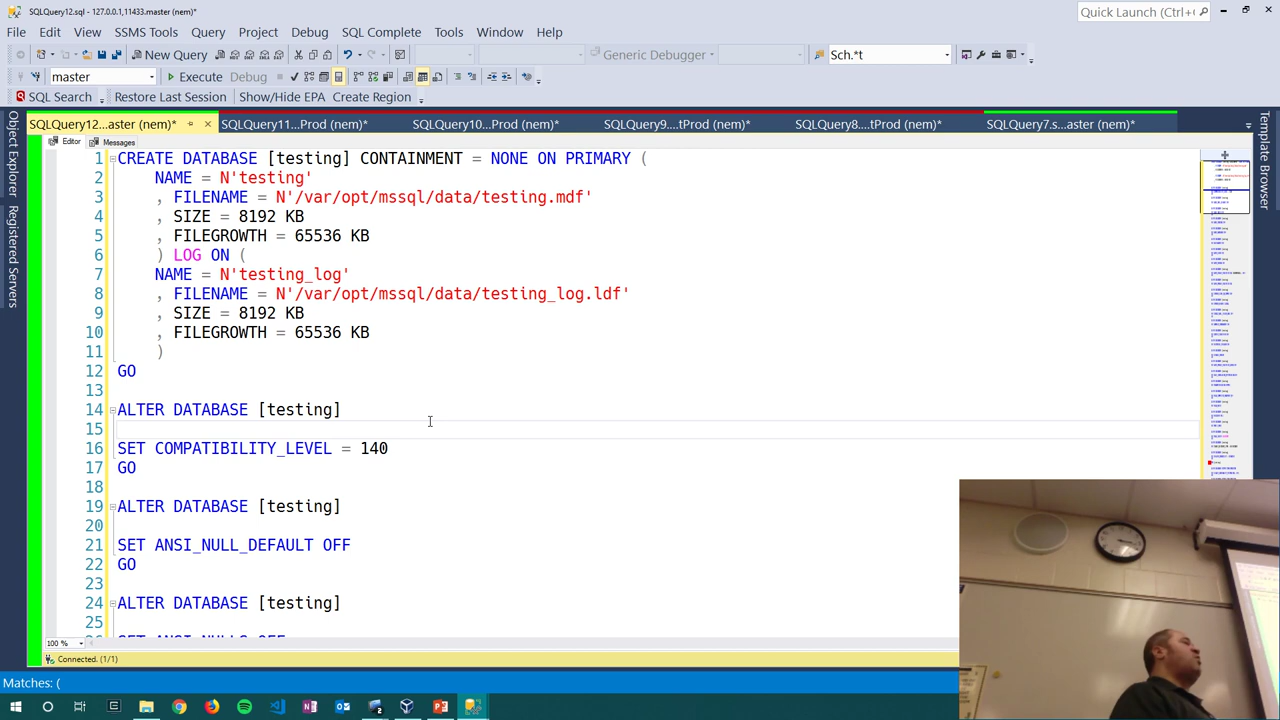 SQLQuery12.sql - 127.0.0.1,11433.master (nem)*
Quick Launch (Ctrl+
File Edit View SSMS Tools Query Project Debug SQL Complete Tools Window Help
New Query Generic Debugger Sch.*t
master Execute Debug
SQL Search Restore Last Session Show/Hide EPA Create Region
SQLQuery12...aster (nem)* SQLQuery11...Prod (nem)* SQLQuery10...Prod (nem)* SQLQuery9....tProd (nem)* SQLQuery8....tProd (nem)* SQLQuery7.s...aster (nem)*
Object Explorer
Registered Servers
Template Browser
Editor Messages
1 CREATE DATABASE [testing] CONTAINMENT = NONE ON PRIMARY (
2 NAME = N'testing'
3 , FILENAME = N'/var/opt/mssql/data/testing.mdf'
4 , SIZE = 8192 KB
5 , FILEGROWTH = 65536 KB
6 ) LOG ON (
7 NAME = N'testing_log'
8 , FILENAME = N'/var/opt/mssql/data/testing_log.ldf'
9 , SIZE = 8192 KB
10 , FILEGROWTH = 65536 KB
11 )
12 GO
13
14 ALTER DATABASE [testing]
15
16 SET COMPATIBILITY_LEVEL = 140
17 GO
18
19 ALTER DATABASE [testing]
20
21 SET ANSI_NULL_DEFAULT OFF
22 GO
23
24 ALTER DATABASE [testing]
25
26 SET ANSI_NULLS OFF
100 %
Connected. (1/1)
Matches: (